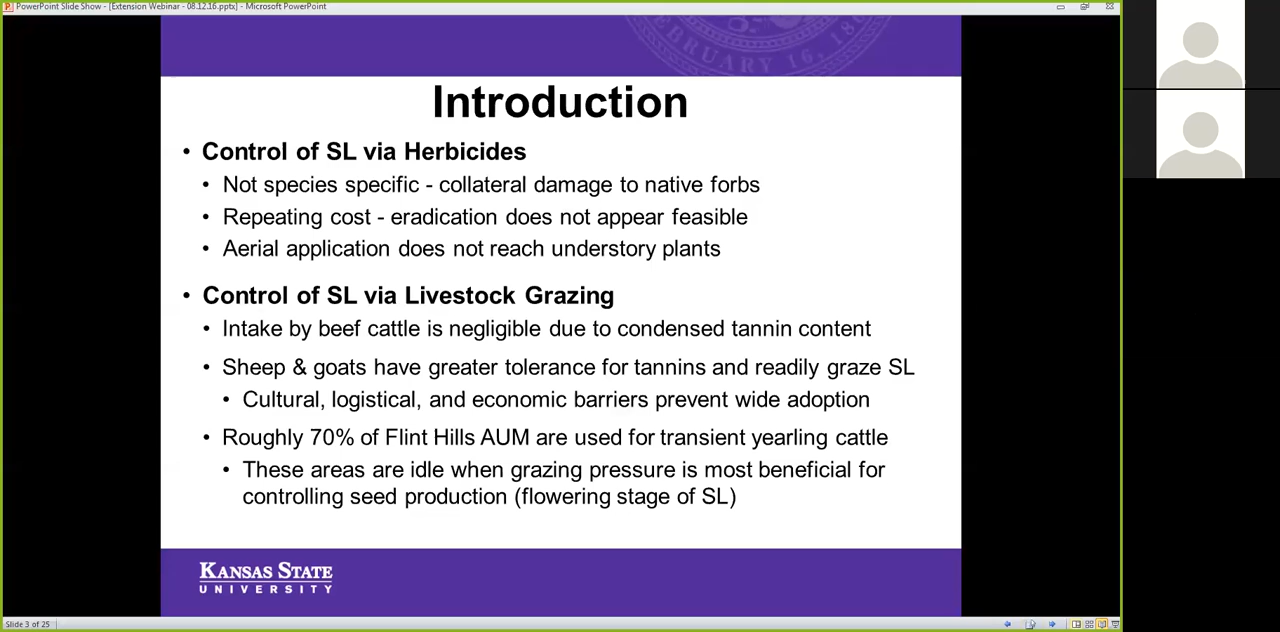 PowerPoint Slide Show - [Extension Webinar - 08.12.16.pptx] - Microsoft PowerPoint
FEBRUARY 16, 18
Introduction
• Control of SL via Herbicides
• Not species specific - collateral damage to native forbs
• Repeating cost - eradication does not appear feasible
• Aerial application does not reach understory plants
• Control of SL via Livestock Grazing
• Intake by beef cattle is negligible due to condensed tannin content
• Sheep & goats have greater tolerance for tannins and readily graze SL
• Cultural, logistical, and economic barriers prevent wide adoption
• Roughly 70% of Flint Hills AUM are used for transient yearling cattle
• These areas are idle when grazing pressure is most beneficial for
controlling seed production (flowering stage of SL)
KANSAS STATE
UNIVERSITY
Slide 3 of 25